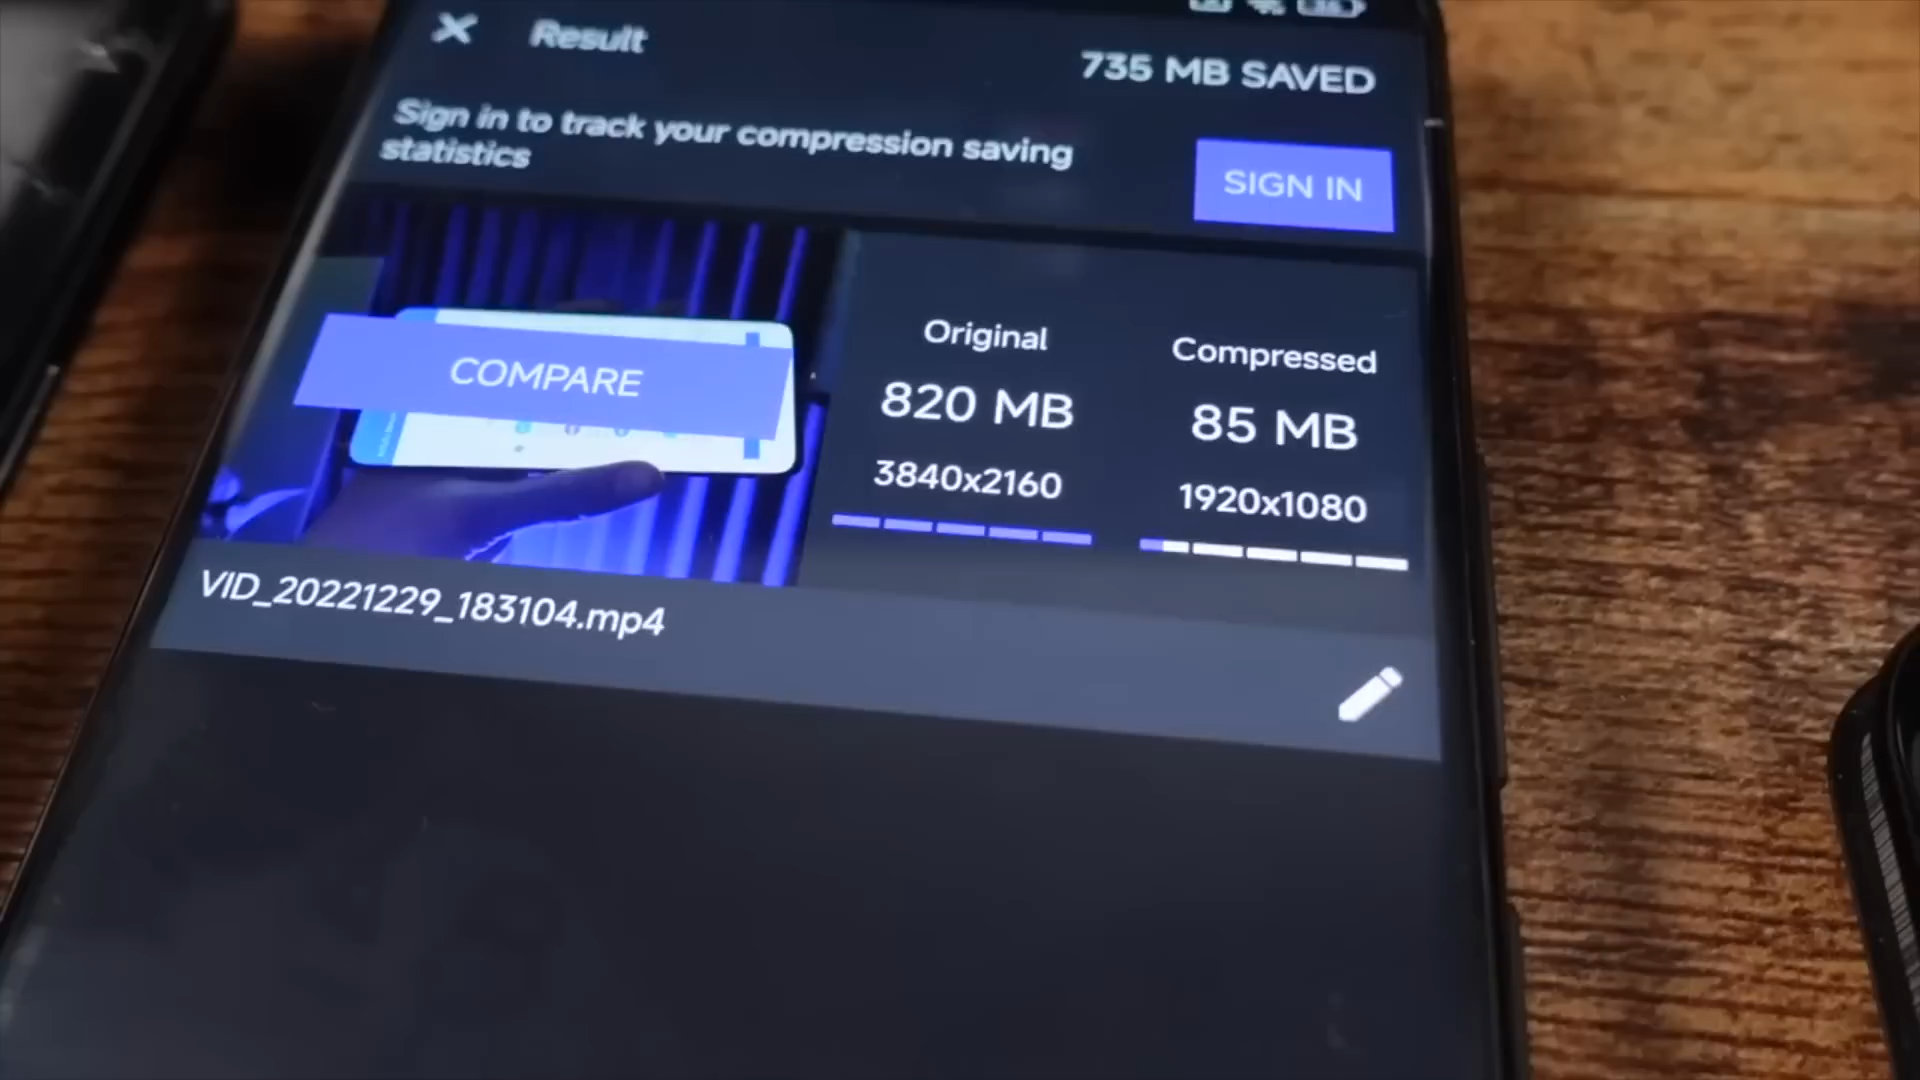 Result
735 MB SAVED
Sign in to track your compression saving
statistics
SIGN IN
COMPARE
Original
820 MB
3840x2160
Compressed
85 MB
1920x1080
VID_20221229_183104.mp4